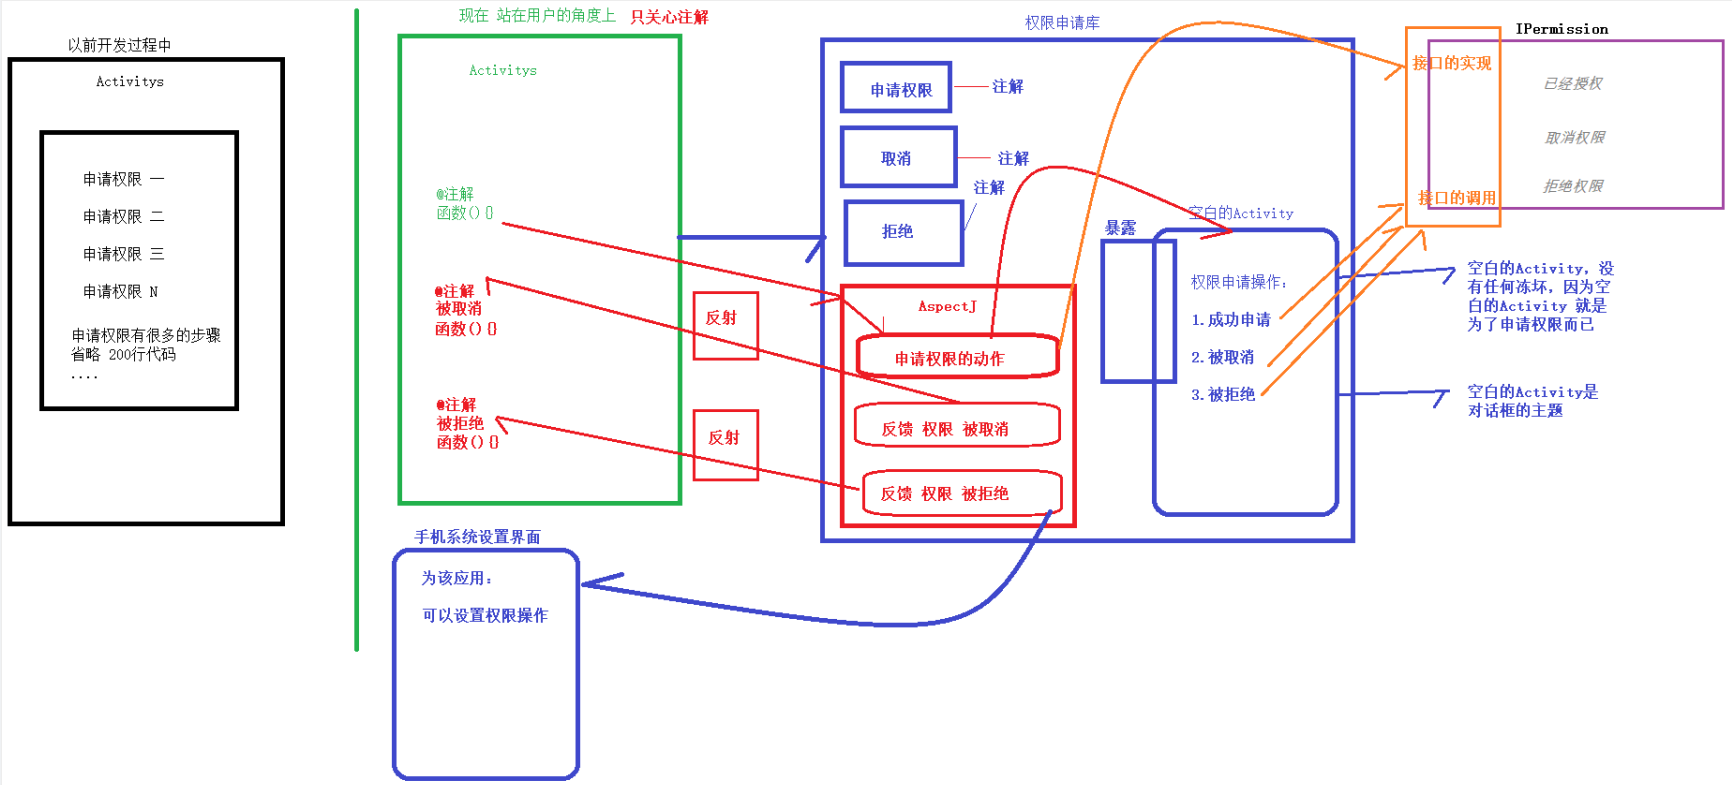 以前开发过程中
Activitys
申请权限 一
申请权限 二
申请权限 三
申请权限 N
申请权限有很多的步骤
省略 200行代码
....
现在 站在用户的角度上 只关心注解
Activitys
@注解
函数(){}
@注解
被取消
函数(){}
@注解
被拒绝
函数(){}
反射
反射
手机系统设置界面
为该应用:
可以设置权限操作
权限申请库
申请权限
注解
取消
注解
注解
拒绝
AspectJ
申请权限的动作
反馈 权限 被取消
反馈 权限 被拒绝
暴露
空白的Activity
权限申请操作:
1.成功申请
2.被取消
3.被拒绝
IPermission
接口的实现
已经授权
取消权限
拒绝权限
接口的调用
空白的Activity, 没
有任何冻坏, 因为空
白的Activity 就是
为了申请权限而已
空白的Activity是
对话框的主题